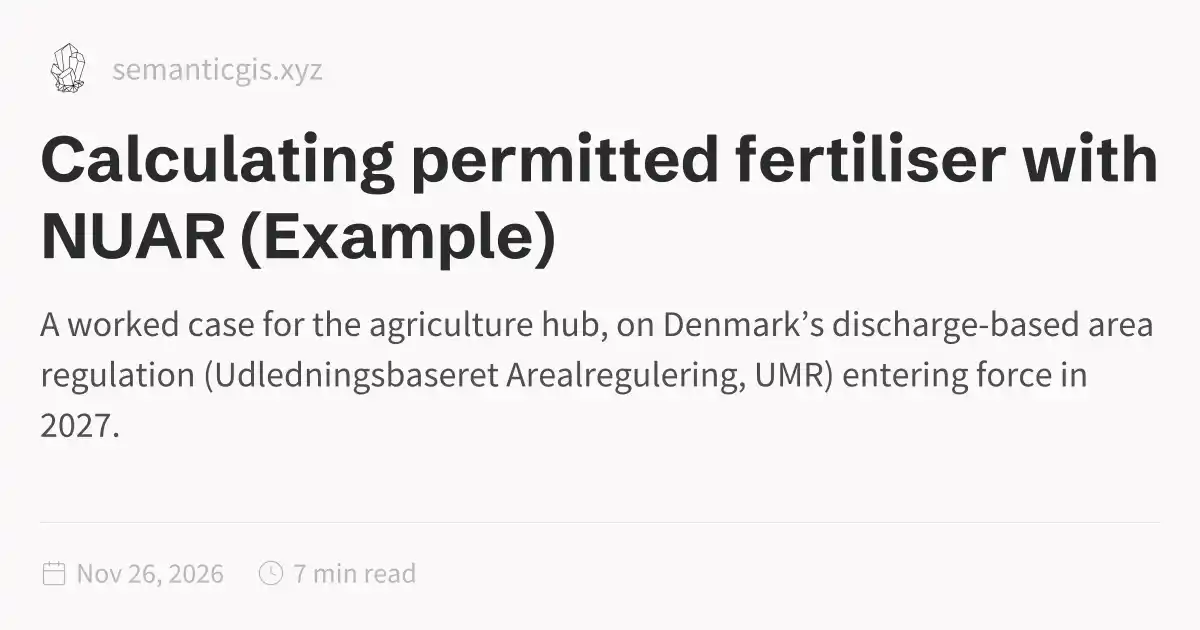 semanticgis.xyz
Calculating permitted fertiliser with
NUAR (Example)
A worked case for the agriculture hub, on Denmark’s discharge-based area
regulation (Udledningsbaseret Arealregulering, UMR) entering force in
2027.
Nov 26, 2026 7 min read